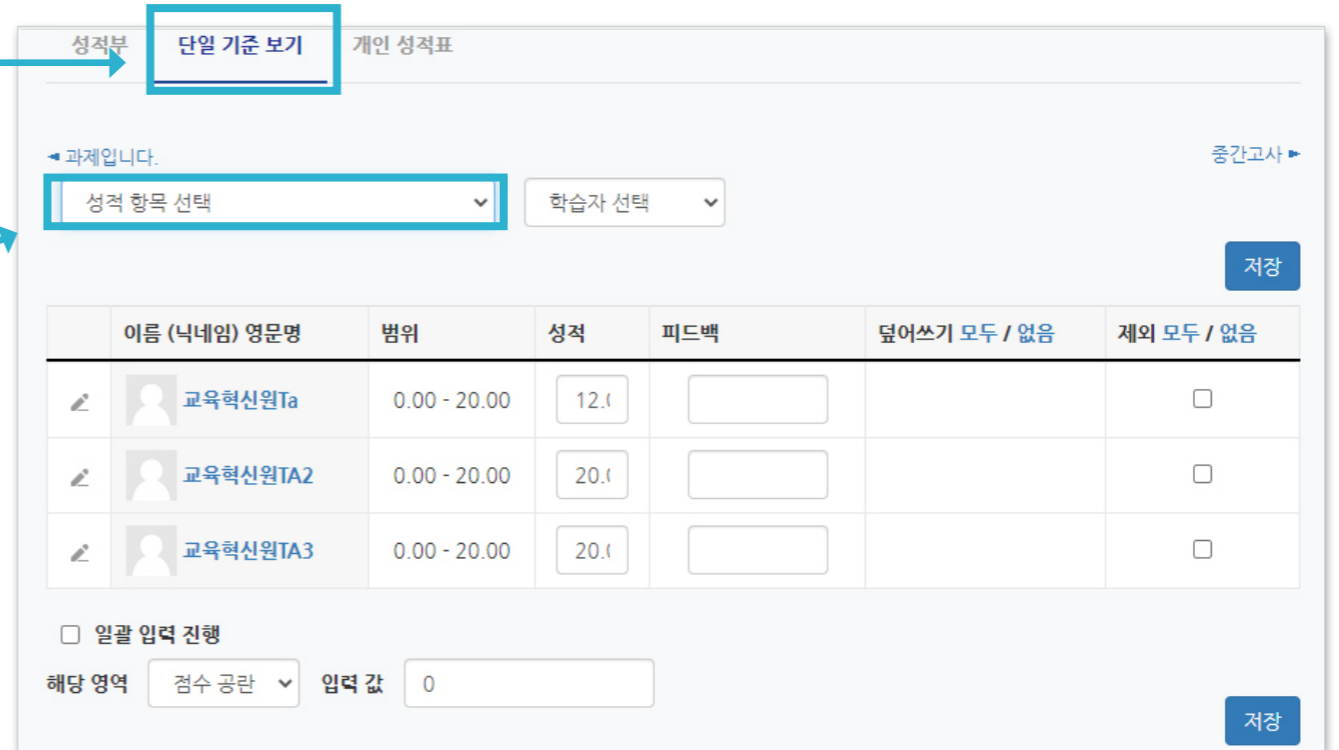 성적부 단일 기준 보기 개인 성적표
◄ 과제입니다. 중간고사 ►
성적 항목 선택 학습자 선택
저장
이름 (닉네임) 영문명 범위 성적 피드백 덮어쓰기 모두 / 없음 제외 모두 / 없음
교육혁신원Ta 0.00 - 20.00 12.
교육혁신원TA2 0.00 - 20.00 20.
교육혁신원TA3 0.00 - 20.00 20.
일괄 입력 진행
해당 영역 점수 공란 입력 값 0
저장